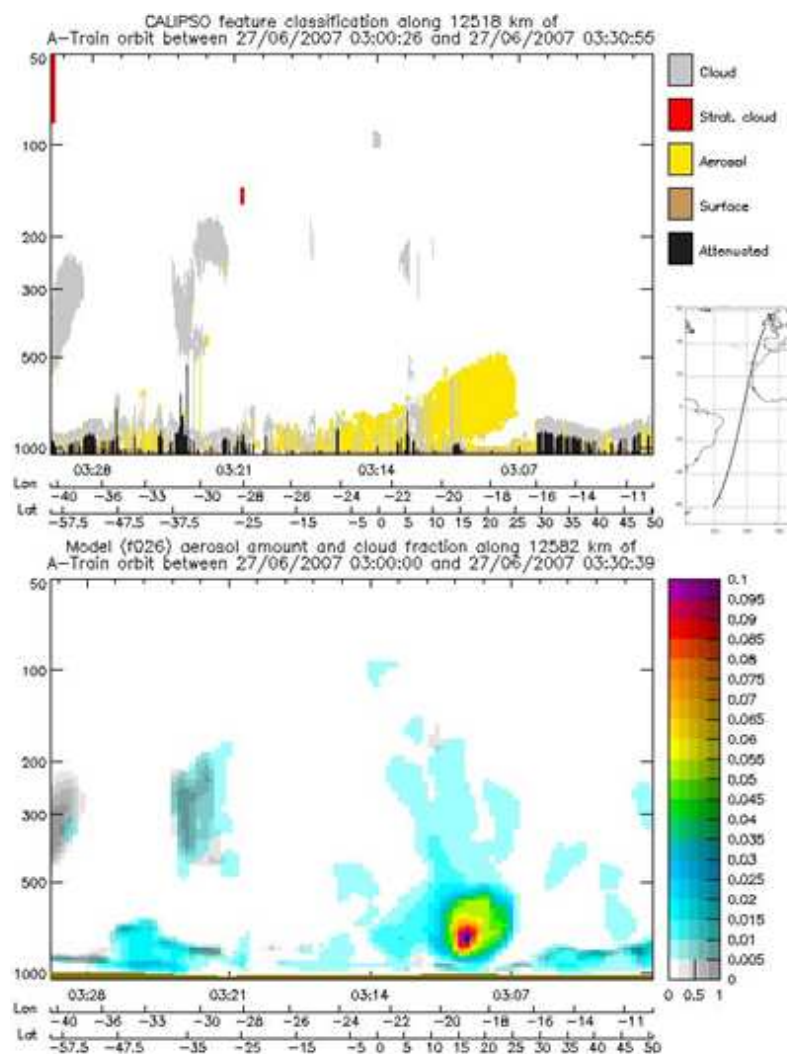 CALIPSO feature classification along 12518 km of
A-Train orbit between 27/06/2007 03:00:26 and 27/06/2007 03:30:55
50
100
200
300
500
1000
Cloud
Strat. cloud
Aerosol
Surface
Attenuated
03:28 03:21 03:14 03:07
Lon -40 -36 -33 -30 -28 -26 -24 -22 -20 -18 -16 -14 -11
Lat -57.5 -47.5 -37.5 -25 -15 -5 0 5 10 15 20 25 30 35 40 45 50
Model (f026) aerosol amount and cloud fraction along 12582 km of
A-Train orbit between 27/06/2007 03:00:00 and 27/06/2007 03:30:39
50
100
200
300
500
1000
0.1
0.095
0.09
0.085
0.08
0.075
0.07
0.065
0.06
0.055
0.05
0.045
0.04
0.035
0.03
0.025
0.02
0.015
0.01
0.005
0
0 0.5 1
03:28 03:21 03:14 03:07
Lon -40 -36 -33 -30 -28 -26 -24 -22 -20 -18 -16 -14 -11
Lat -57.5 -47.5 -35 -25 -15 -5 0 5 10 15 20 25 30 35 40 45 50